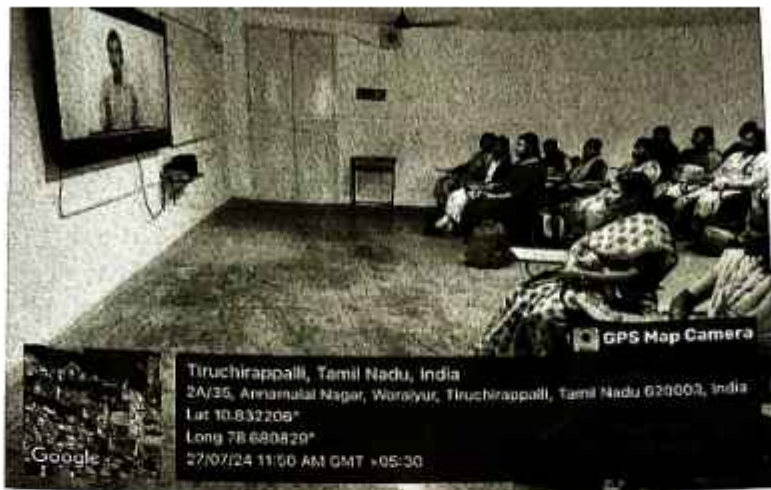 GPS Map Camera
Tiruchirappalli, Tamil Nadu, India
2A/35, Annamalai Nagar, Woraiyur, Tiruchirappalli, Tamil Nadu 620003, India
Lat 10.832206°
Long 78.680829°
27/07/24 11:50 AM GMT +05:30
Google